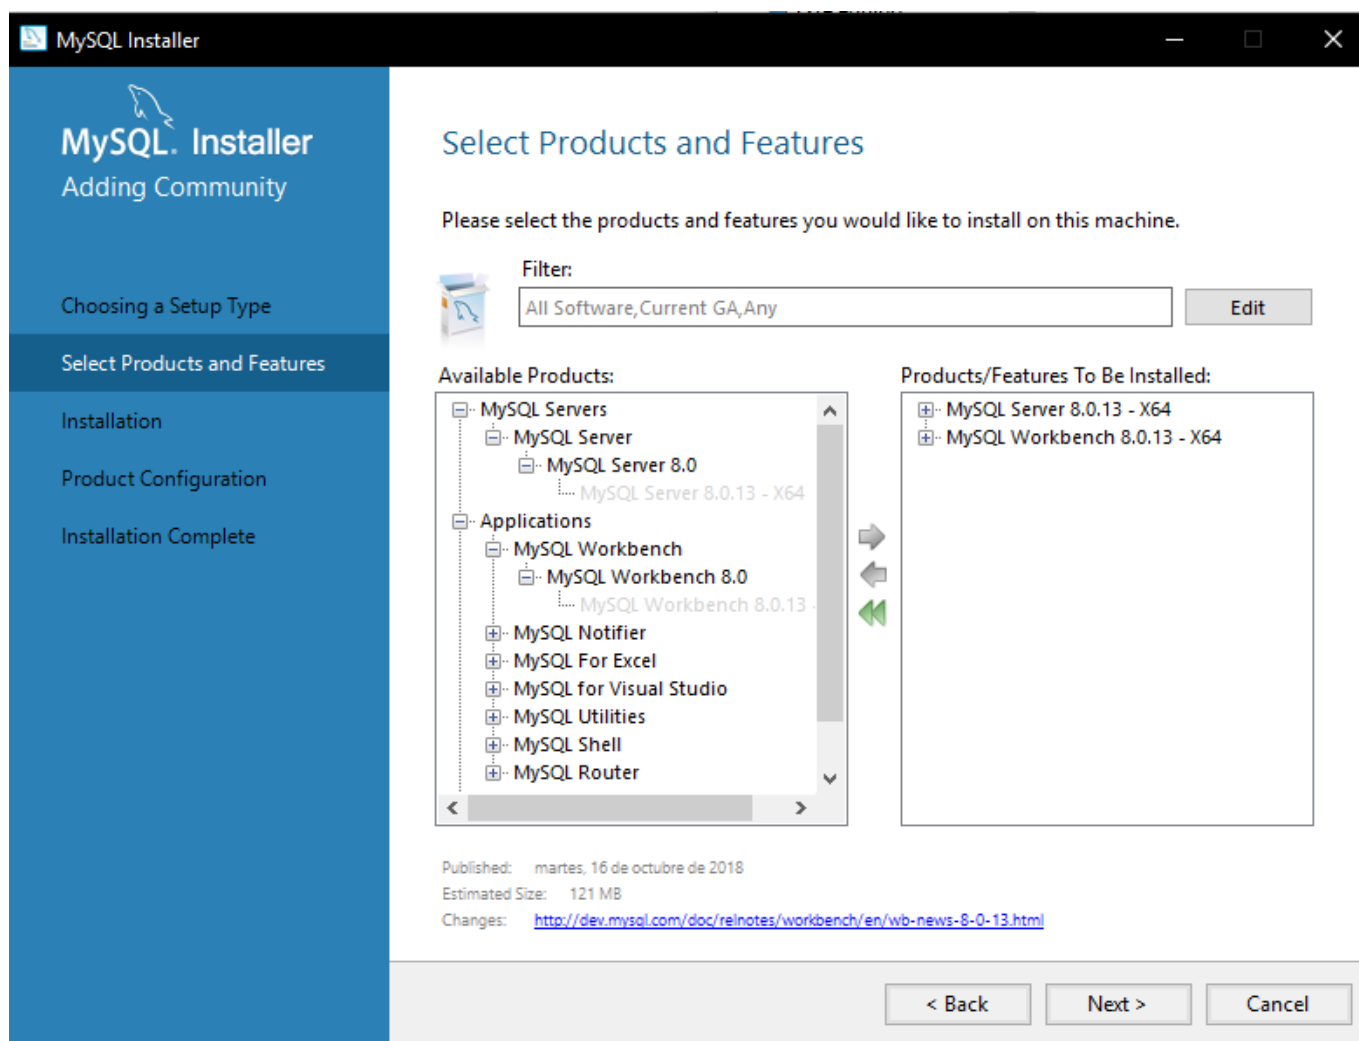 MySQL Installer
MySQL. Installer
Adding Community
Choosing a Setup Type
Select Products and Features
Installation
Product Configuration
Installation Complete
Select Products and Features
Please select the products and features you would like to install on this machine.
Filter:
All Software,Current GA,Any
Edit
Available Products:
MySQL Servers
MySQL Server
MySQL Server 8.0
MySQL Server 8.0.13 - X64
Applications
MySQL Workbench
MySQL Workbench 8.0
MySQL Workbench 8.0.13 -
MySQL Notifier
MySQL For Excel
MySQL for Visual Studio
MySQL Utilities
MySQL Shell
MySQL Router
Products/Features To Be Installed:
MySQL Server 8.0.13 - X64
MySQL Workbench 8.0.13 - X64
Published: martes, 16 de octubre de 2018
Estimated Size: 121 MB
Changes: http://dev.mysql.com/doc/relnotes/workbench/en/wb-news-8-0-13.html
< Back
Next >
Cancel